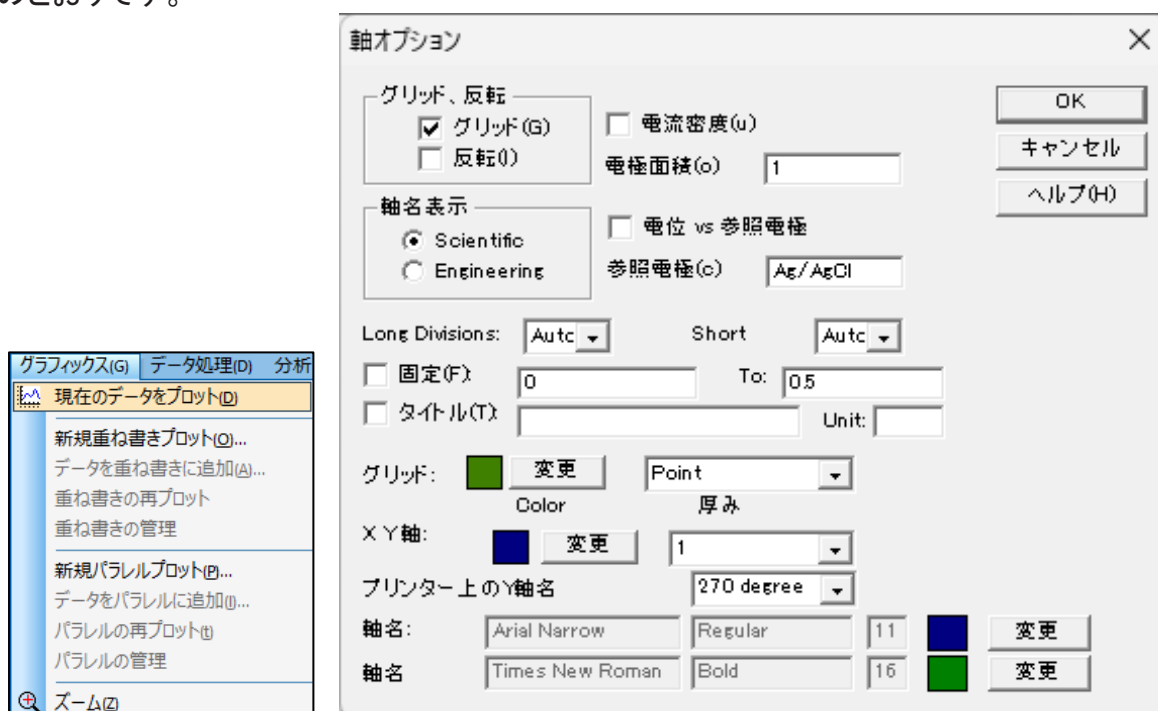 のとおりです。
軸オプション
グリッド、反転
グリッド(G)
反転(I)
電流密度(u)
電極面積(o) 1
OK
キャンセル
ヘルプ(H)
軸名表示
Scientific
Engineering
電位 vs 参照電極
参照電極(c) Ag/AgCl
Long Divisions: Autc Short Autc
固定(F): 0 To: 0.5
タイトル(T): Unit:
グリッド: 変更 Point
Color 厚み
X Y軸: 変更 1
プリンター上のY軸名 270 degree
軸名: Arial Narrow Regular 11 変更
軸名 Times New Roman Bold 16 変更
グラフィックス(G) データ処理(D) 分析
現在のデータをプロット(D)
新規重ね書きプロット(O)...
データを重ね書きに追加(A)...
重ね書きの再プロット
重ね書きの管理
新規パラレルプロット(P)...
データをパラレルに追加(I)...
パラレルの再プロット(t)
パラレルの管理
ズーム(Z)